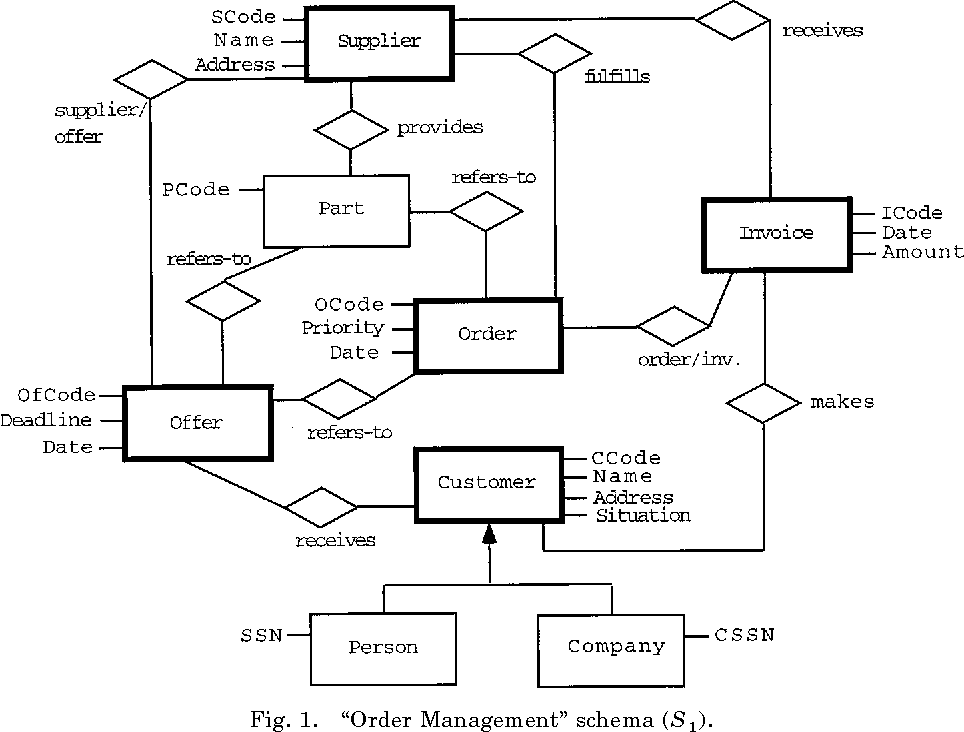 SCode
Name
Address
Supplier
receives
fulfills
supplier/
offer
provides
refers-to
PCode
Part
ICode
Date
Amount
Invoice
refers-to
OCode
Priority
Date
Order
order/inv.
OfCode
Deadline
Date
Offer
refers-to
makes
CCode
Name
Address
Situation
Customer
receives
SSN
Person
Company
CSSN
Fig. 1. “Order Management” schema (S1).